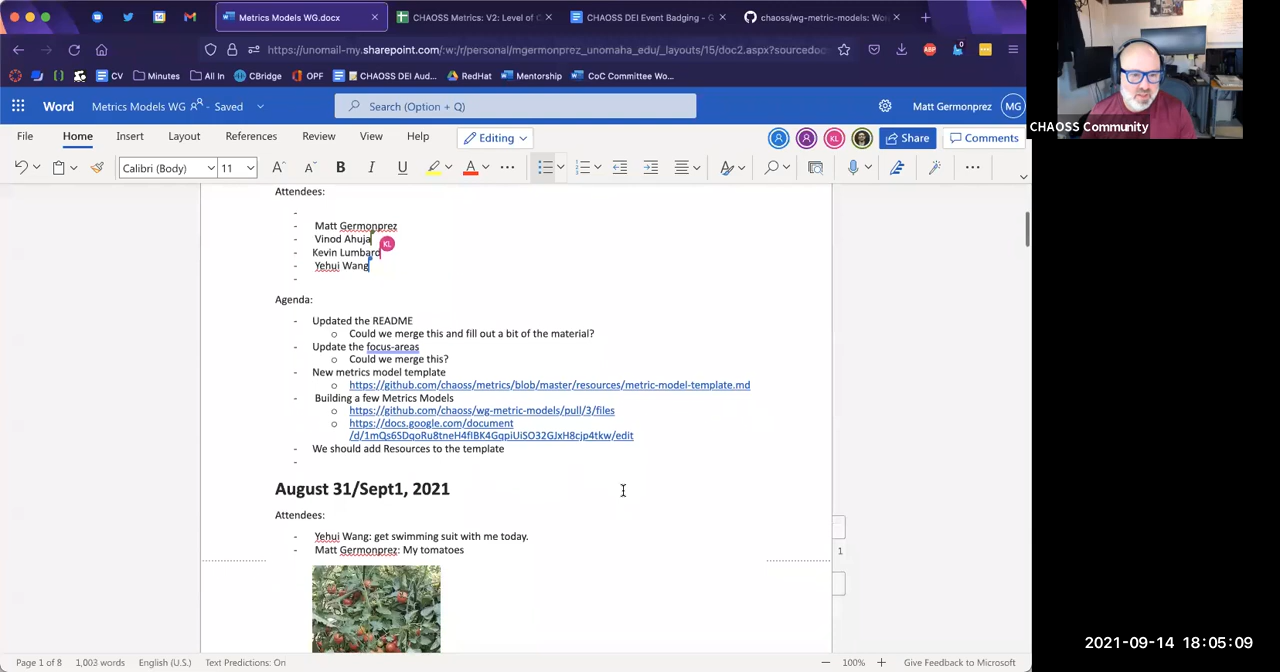 Metrics Models WG.docx
CHAOSS Metrics: V2: Level of C
CHAOSS DEI Event Badging - G
chaoss/wg-metric-models: Wor
https://unomail-my.sharepoint.com/:w:/r/personal/mgermonprez_unomaha_edu/_layouts/15/doc2.aspx?sourcedoc
CV
Minutes
All In
CBridge
OPF
CHAOSS DEI Aud...
RedHat
Mentorship
CoC Committee Wo...
CHAOSS Community
Word
Metrics Models WG
- Saved
Search (Option + Q)
Matt Germonprez
MG
File
Home
Insert
Layout
References
Review
View
Help
Editing
KL
Share
Comments
Calibri (Body)
11
B
I
U
A
Attendees:
-
- Matt Germonprez
- Vinod Ahuja
KL
- Kevin Lumbard
- Yehui Wang
-
Agenda:
- Updated the README
o Could we merge this and fill out a bit of the material?
- Update the focus-areas
o Could we merge this?
- New metrics model template
o https://github.com/chaoss/metrics/blob/master/resources/metric-model-template.md
- Building a few Metrics Models
o https://github.com/chaoss/wg-metric-models/pull/3/files
o https://docs.google.com/document
/d/1mQs6SDqoRu8tneH4fIBK4GqpiUiSO32GJxH8cjp4tkw/edit
- We should add Resources to the template
-
August 31/Sept1, 2021
Attendees:
- Yehui Wang: get swimming suit with me today.
- Matt Germonprez: My tomatoes
1
Page 1 of 8
1,003 words
English (U.S.)
Text Predictions: On
100%
Give Feedback to Microsoft
2021-09-14 18:05:09